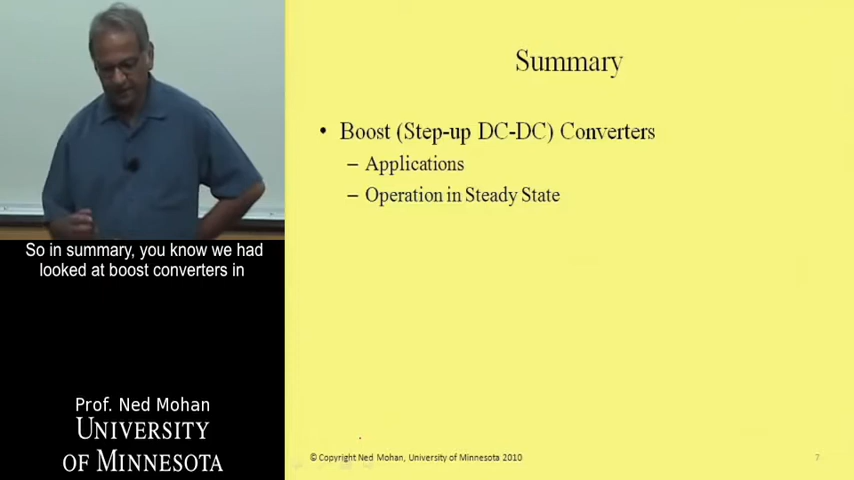 Summary
• Boost (Step-up DC-DC) Converters
– Applications
– Operation in Steady State
So in summary, you know we had
looked at boost converters in
Prof. Ned Mohan
UNIVERSITY
OF MINNESOTA
© Copyright Ned Mohan, University of Minnesota 2010
7